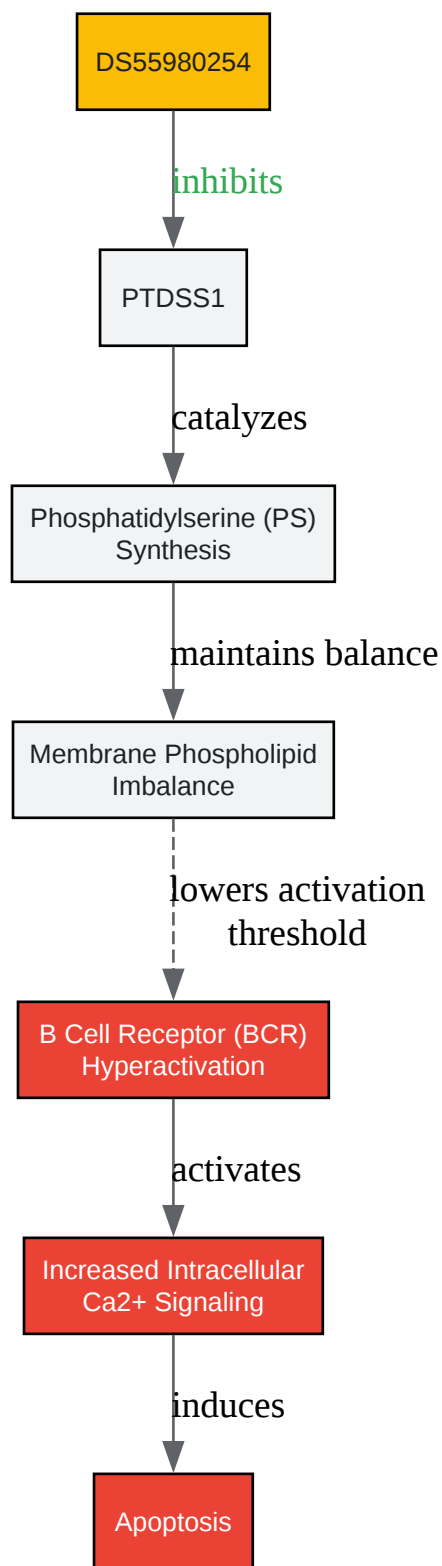 DS55980254
inhibits
PTDSS1
catalyzes
Phosphatidylserine (PS)
Synthesis
maintains balance
Membrane Phospholipid
Imbalance
lowers activation
threshold
B Cell Receptor (BCR)
Hyperactivation
activates
Increased Intracellular
Ca2+ Signaling
induces
Apoptosis